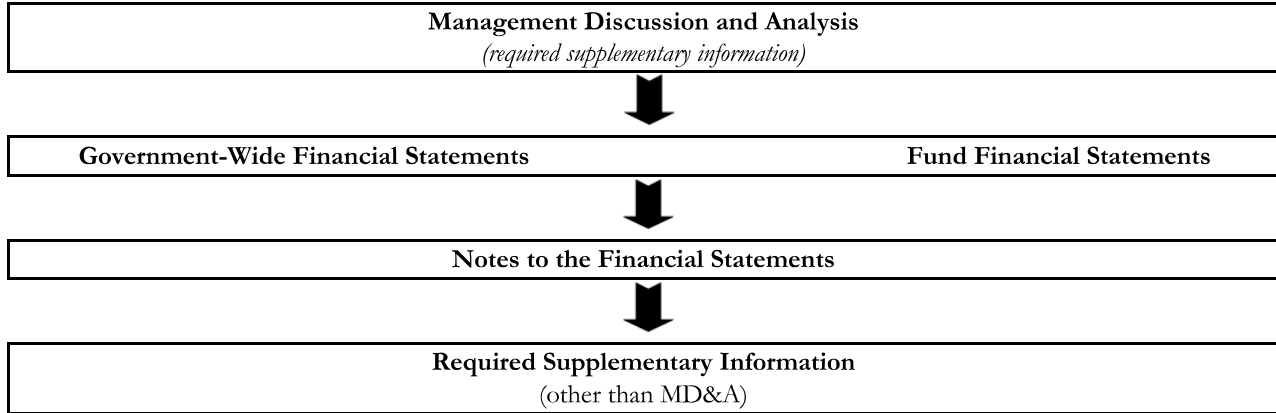 Management Discussion and Analysis
(required supplementary information)
Government-Wide Financial Statements Fund Financial Statements
Notes to the Financial Statements
Required Supplementary Information
(other than MD&A)